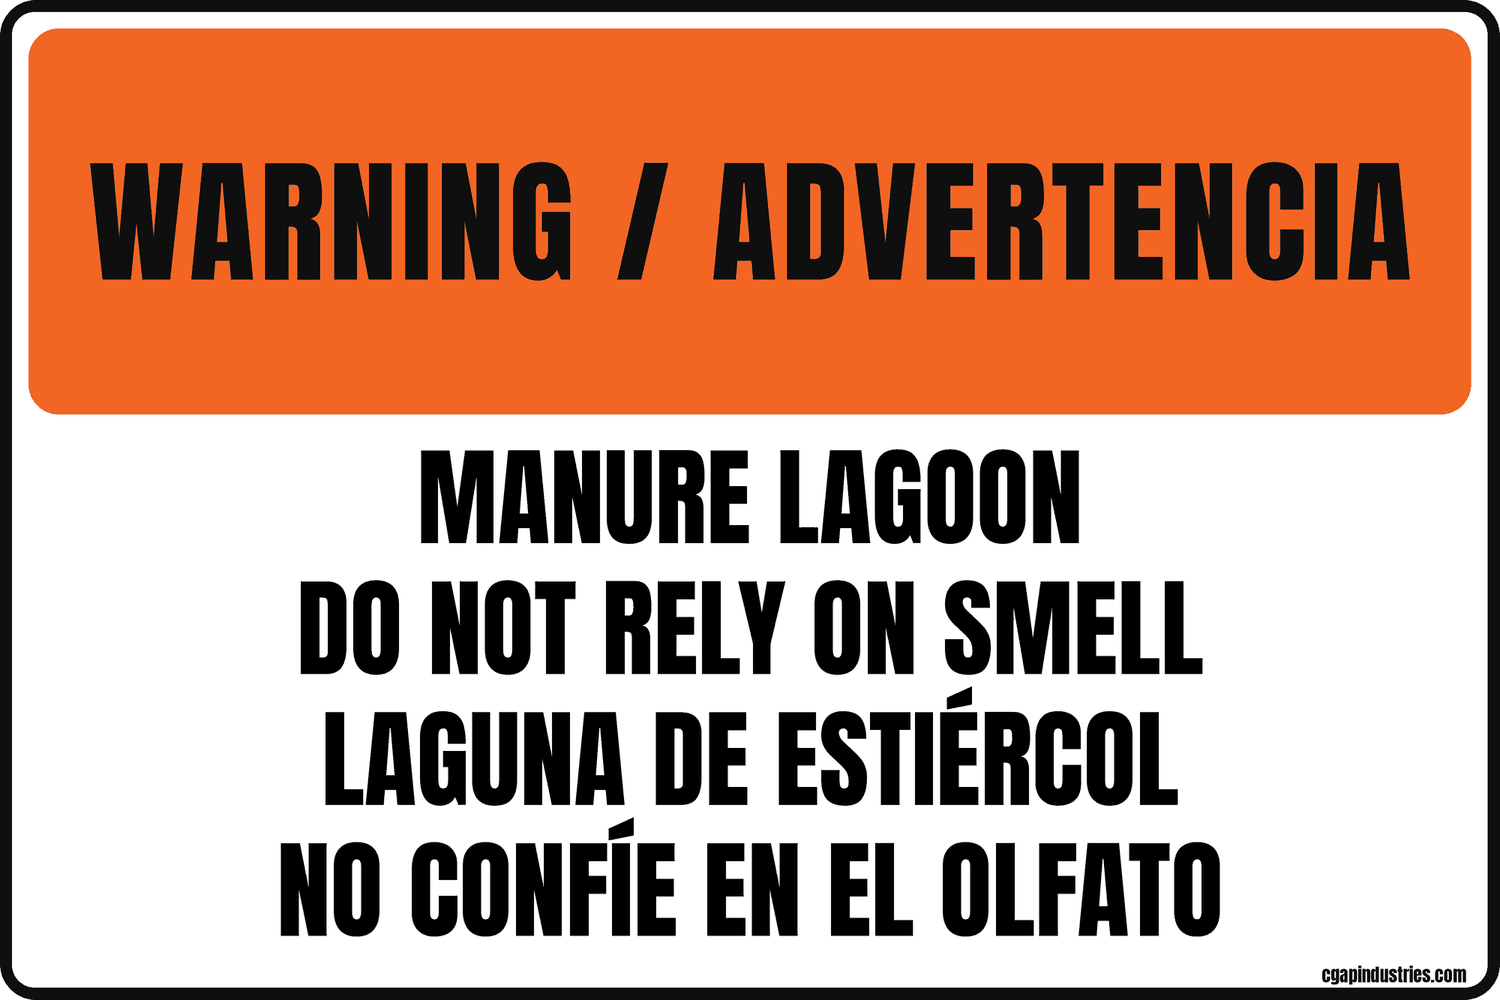 WARNING / ADVERTENCIA
MANURE LAGOON
DO NOT RELY ON SMELL
LAGUNA DE ESTIÉRCOL
NO CONFÍE EN EL OLFATO
cgapindustries.com